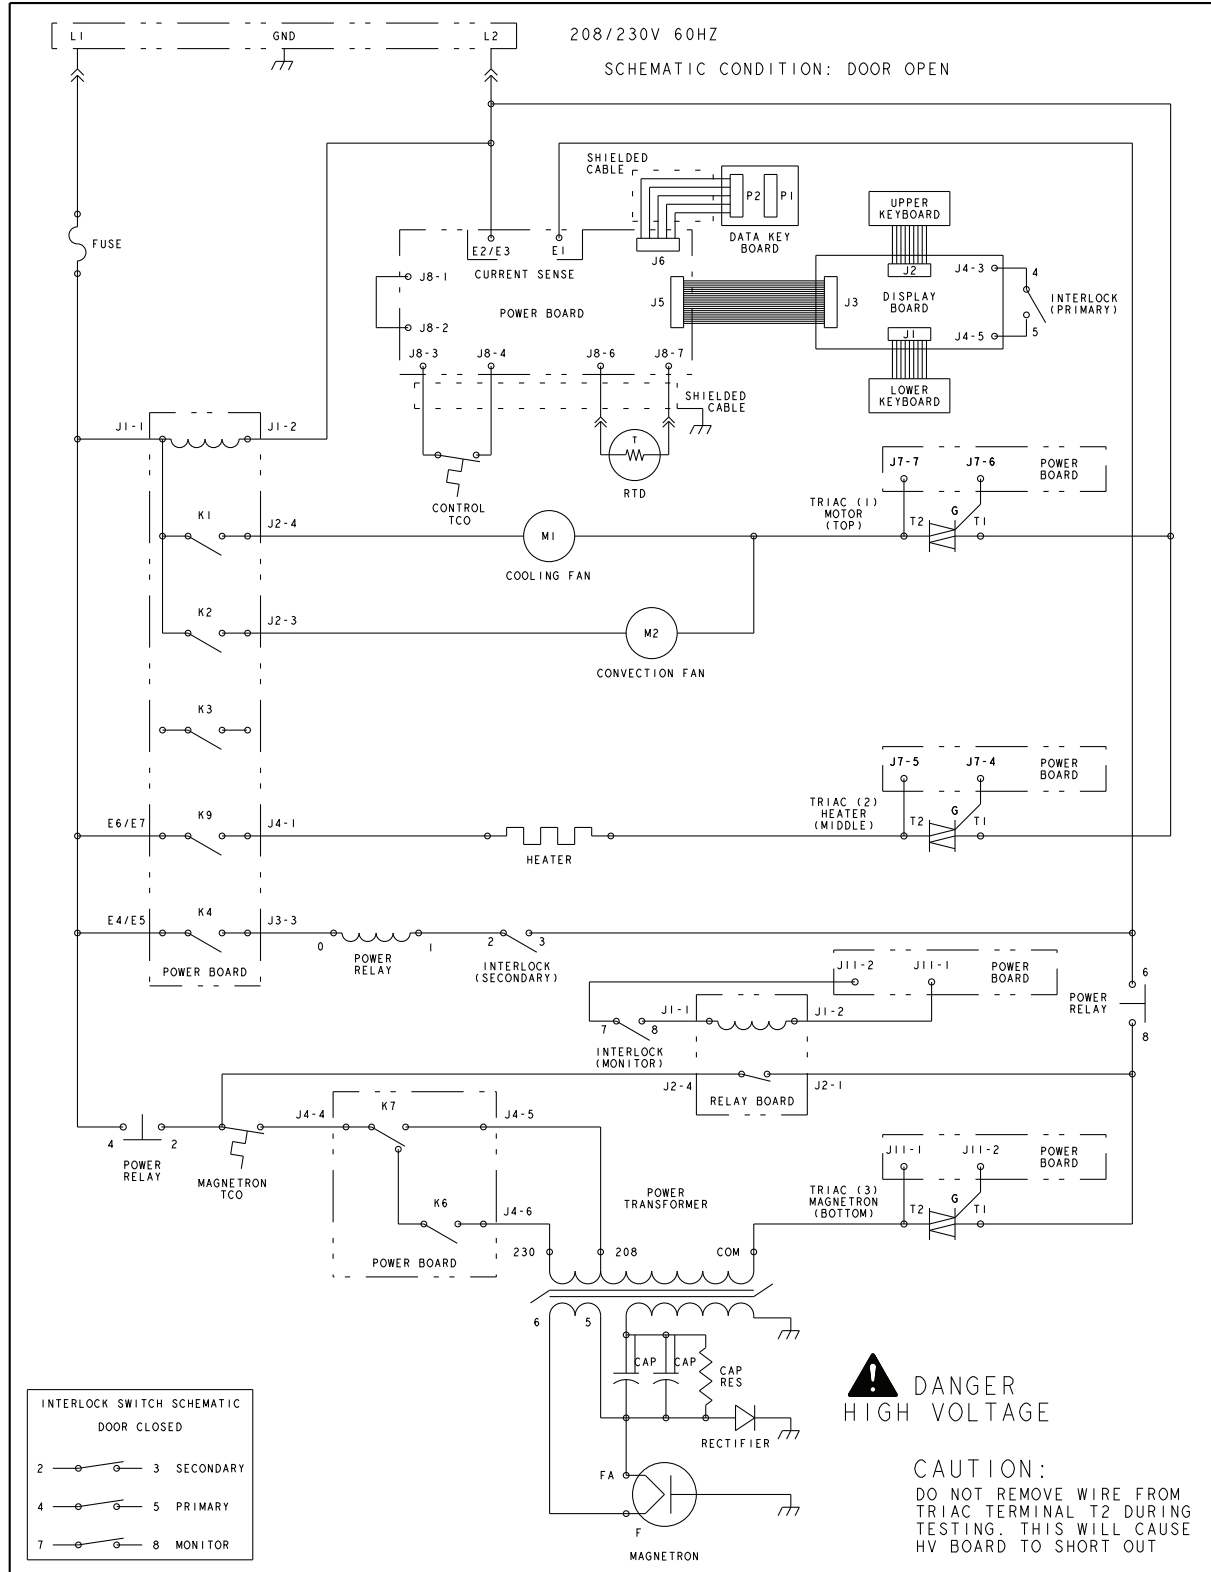 L1
GND
L2
208/230V 60HZ
SCHEMATIC CONDITION: DOOR OPEN
SHIELDED
CABLE
P2
P1
DATA KEY
BOARD
UPPER
KEYBOARD
FUSE
E2/E3
E1
J6
CURRENT SENSE
J8-1
J8-2
POWER BOARD
J5
J3
J2
J4-3
4
DISPLAY
BOARD
INTERLOCK
(PRIMARY)
J1
J4-5
5
J8-3
J8-4
J8-6
J8-7
LOWER
KEYBOARD
SHIELDED
CABLE
J1-1
J1-2
T
RTD
CONTROL
TCO
J7-7
J7-6
POWER
BOARD
TRIAC (1)
MOTOR
(TOP)
T2
G
T1
K1
J2-4
M1
COOLING FAN
K2
J2-3
M2
CONVECTION FAN
K3
J7-5
J7-4
POWER
BOARD
TRIAC (2)
HEATER
(MIDDLE)
T2
G
T1
E6/E7
K9
J4-1
HEATER
E4/E5
K4
J3-3
0
1
POWER
RELAY
2
3
INTERLOCK
(SECONDARY)
POWER BOARD
J11-2
J11-1
POWER
BOARD
6
POWER
RELAY
8
J1-1
J1-2
7
8
INTERLOCK
(MONITOR)
J2-4
J2-1
RELAY BOARD
K7
J4-4
J4-5
4
2
POWER
RELAY
MAGNETRON
TCO
K6
J4-6
POWER BOARD
POWER
TRANSFORMER
J11-1
J11-2
POWER
BOARD
TRIAC (3)
MAGNETRON
(BOTTOM)
T2
G
T1
230
208
COM
6
5
CAP
CAP
CAP
RES
RECTIFIER
FA
F
MAGNETRON
DANGER
HIGH VOLTAGE
CAUTION:
DO NOT REMOVE WIRE FROM
TRIAC TERMINAL T2 DURING
TESTING. THIS WILL CAUSE
HV BOARD TO SHORT OUT
INTERLOCK SWITCH SCHEMATIC
DOOR CLOSED
2 3 SECONDARY
4 5 PRIMARY
7 8 MONITOR